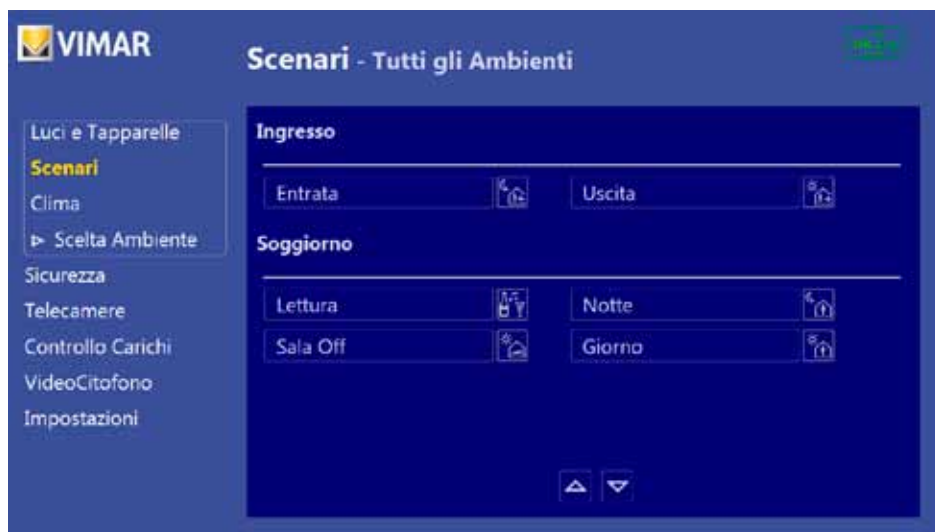 VIMAR
Scenari - Tutti gli Ambienti
Luci e Tapparelle
Scenari
Clima
Scelta Ambiente
Sicurezza
Telecamere
Controllo Carichi
VideoCitofono
Impostazioni
Ingresso
Entrata
Uscita
Soggiorno
Lettura
Notte
Sala Off
Giorno